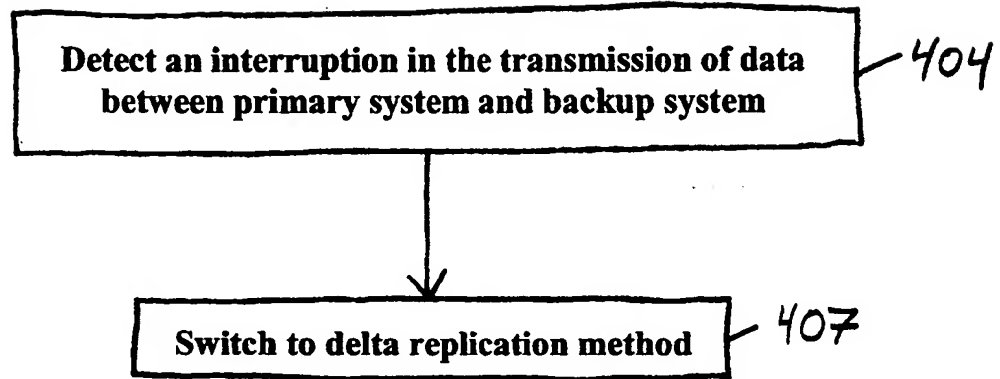 Detect an interruption in the transmission of data
between primary system and backup system
404
Switch to delta replication method
407